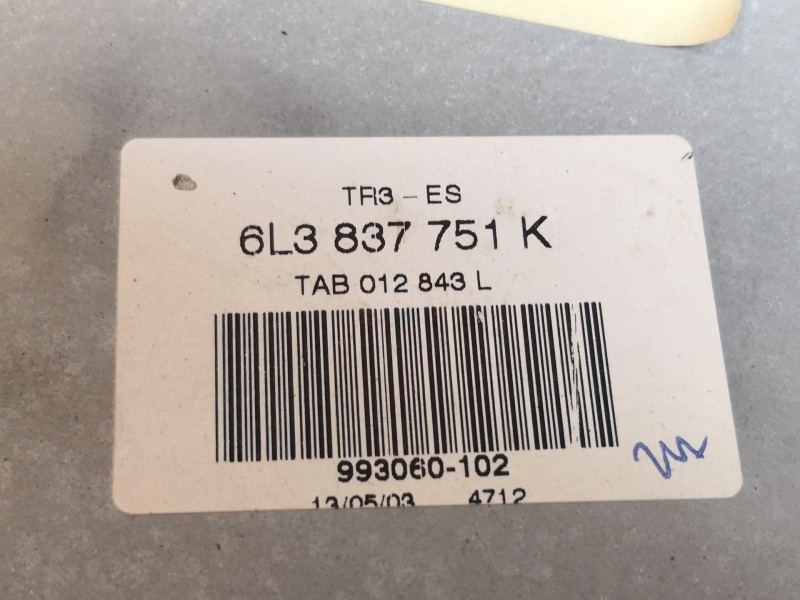 TR3 - ES
6L3 837 751 K
TAB 012 843 L
993060-102
13/05/03 4712